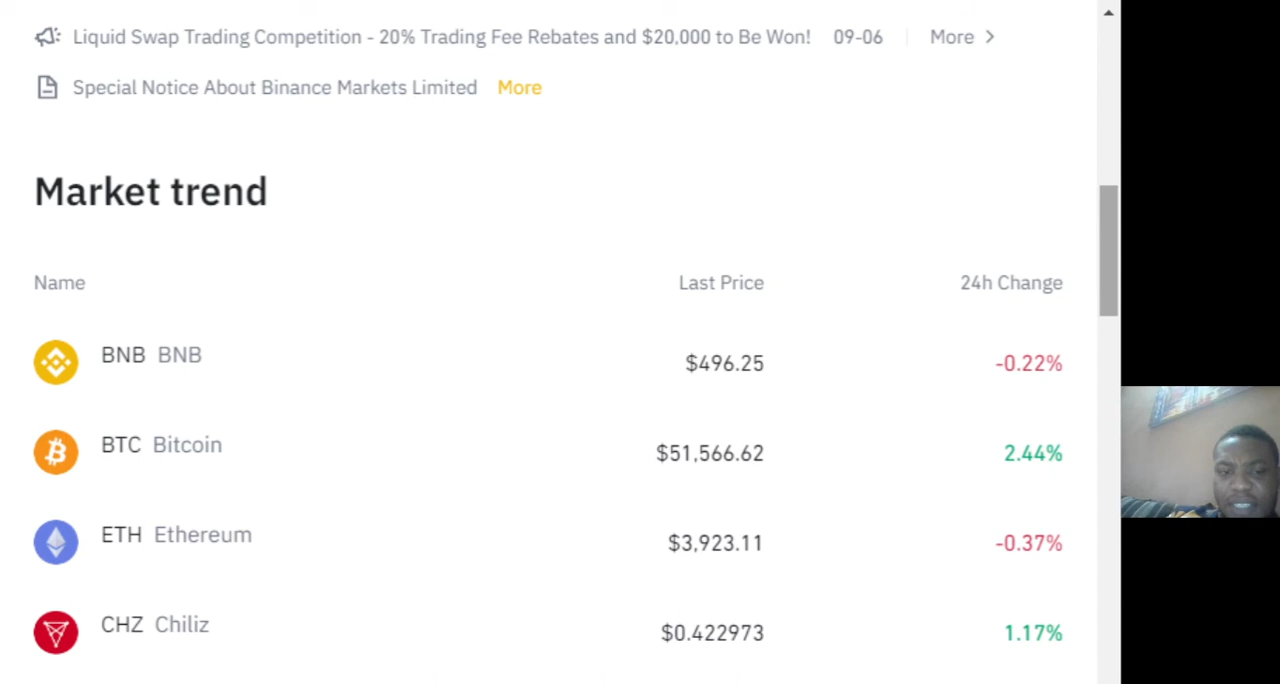 Liquid Swap Trading Competition - 20% Trading Fee Rebates and $20,000 to Be Won! 09-06 More
Special Notice About Binance Markets Limited More
Market trend
Name Last Price 24h Change
BNB BNB $496.25 -0.22%
BTC Bitcoin $51,566.62 2.44%
ETH Ethereum $3,923.11 -0.37%
CHZ Chiliz $0.422973 1.17%